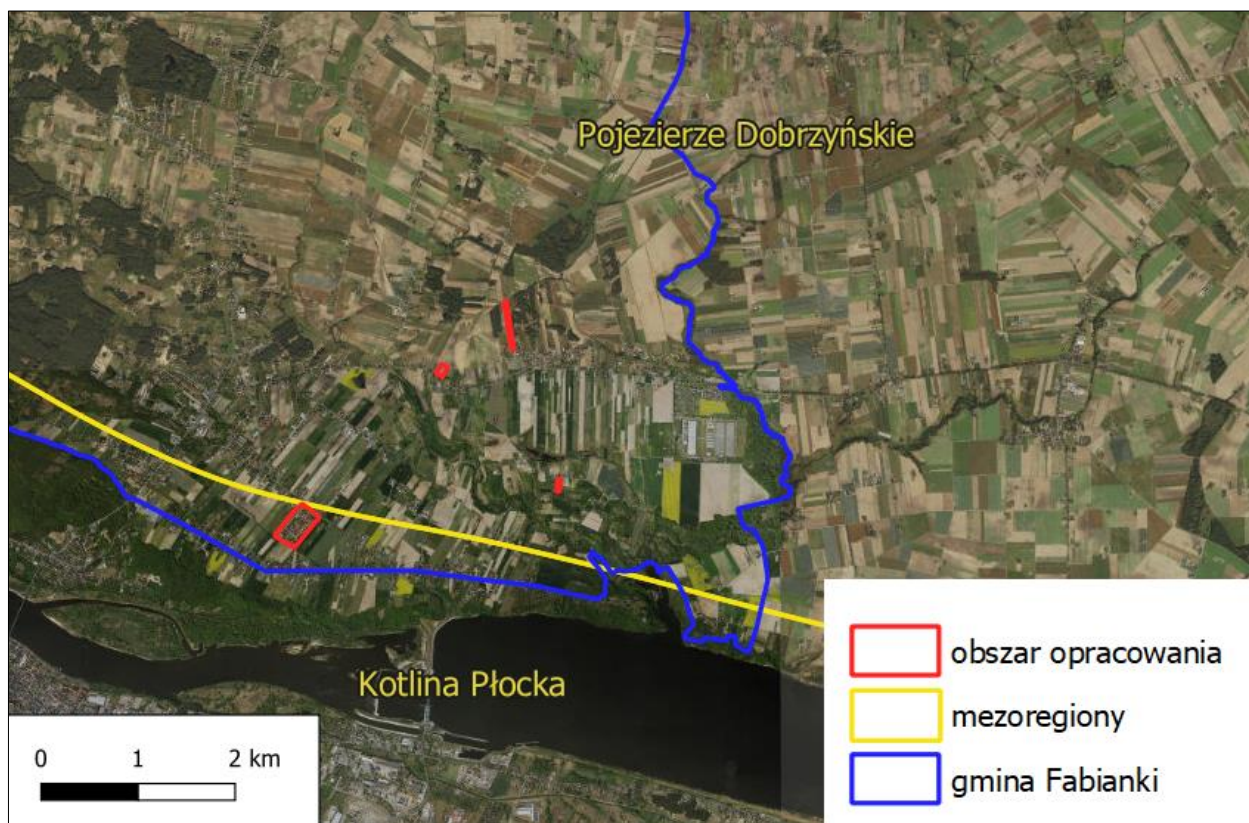 Pojezierze Dobrzyńskie
Kotlina Płocka
0 1 2 km
obszar opracowania
mezoregiony
gmina Fabianki